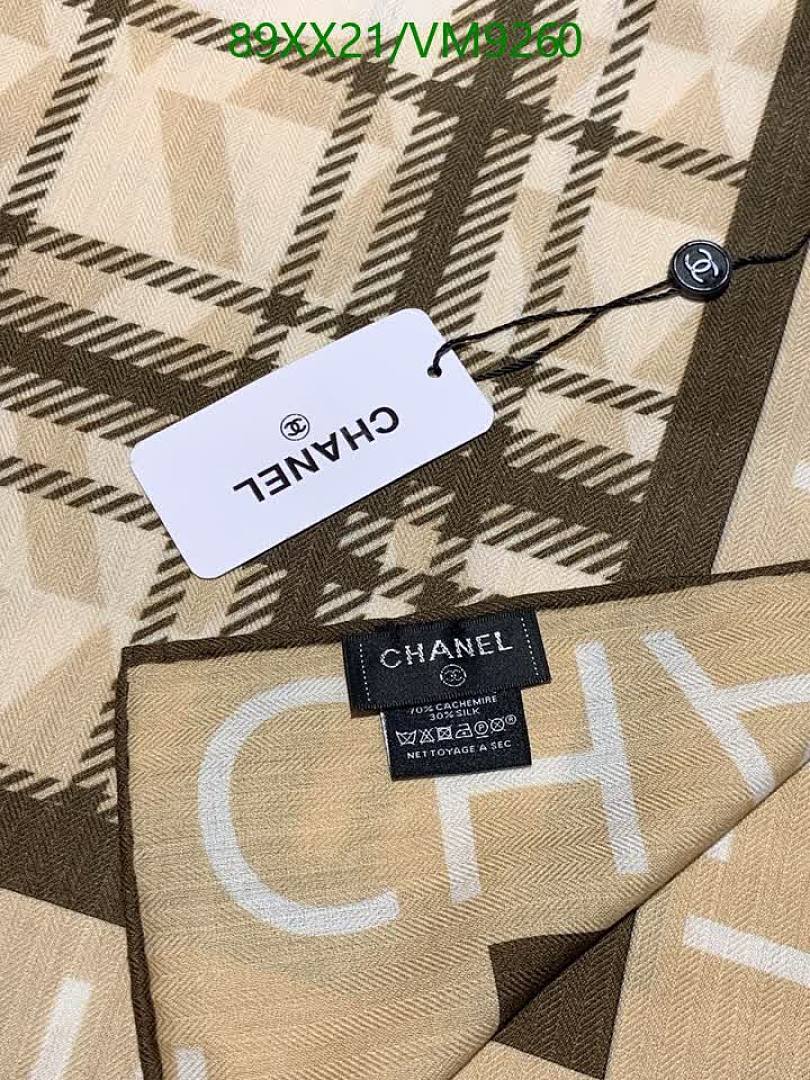 89XX21/VM9260
CHANEL
CHANEL
70% CACHEMIRE
30% SILK
NETTOYAGE A SEC
CHA